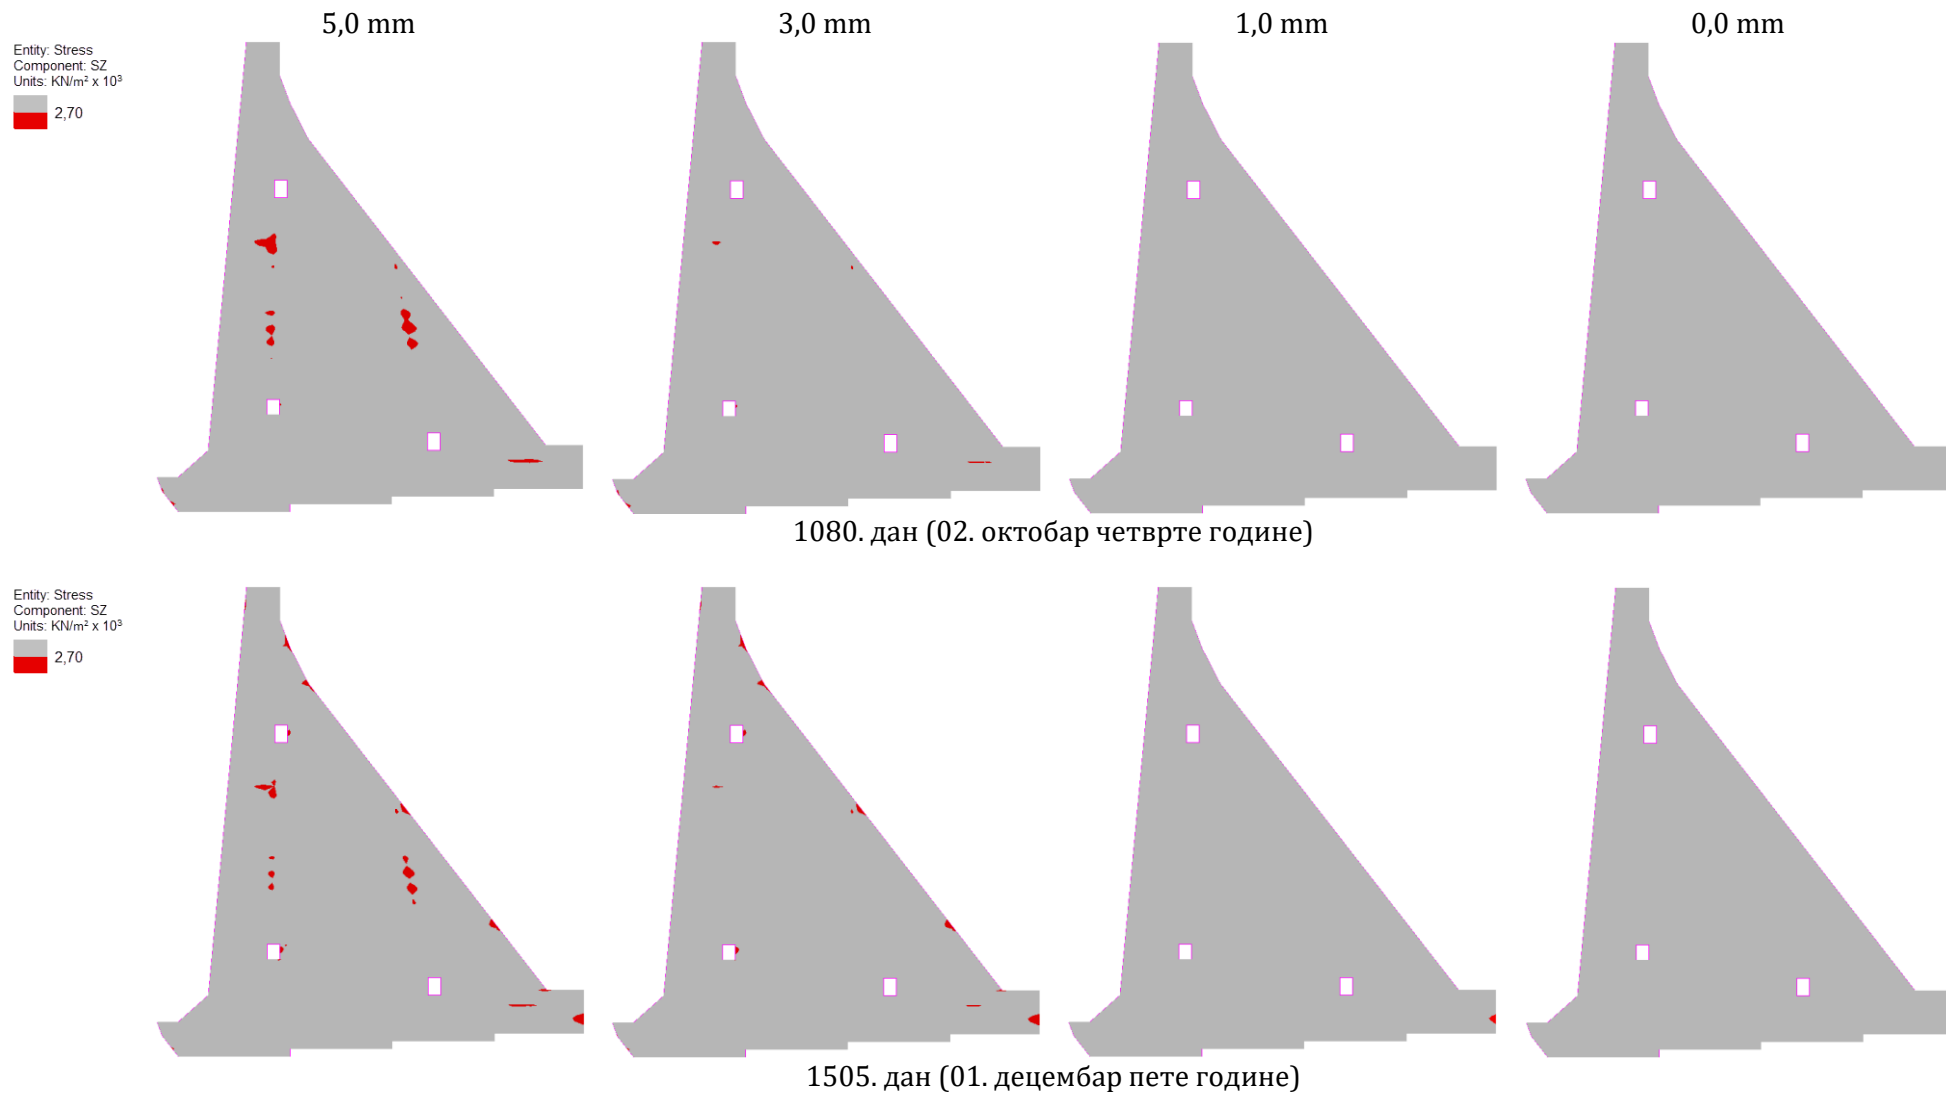 5,0 mm
3,0 mm
1,0 mm
0,0 mm
Entity: Stress
Component: SZ
Units: KN/m² x 10³
2,70
1080. дан (02. октобар четврте године)
Entity: Stress
Component: SZ
Units: KN/m² x 10³
2,70
1505. дан (01. децембар пете године)